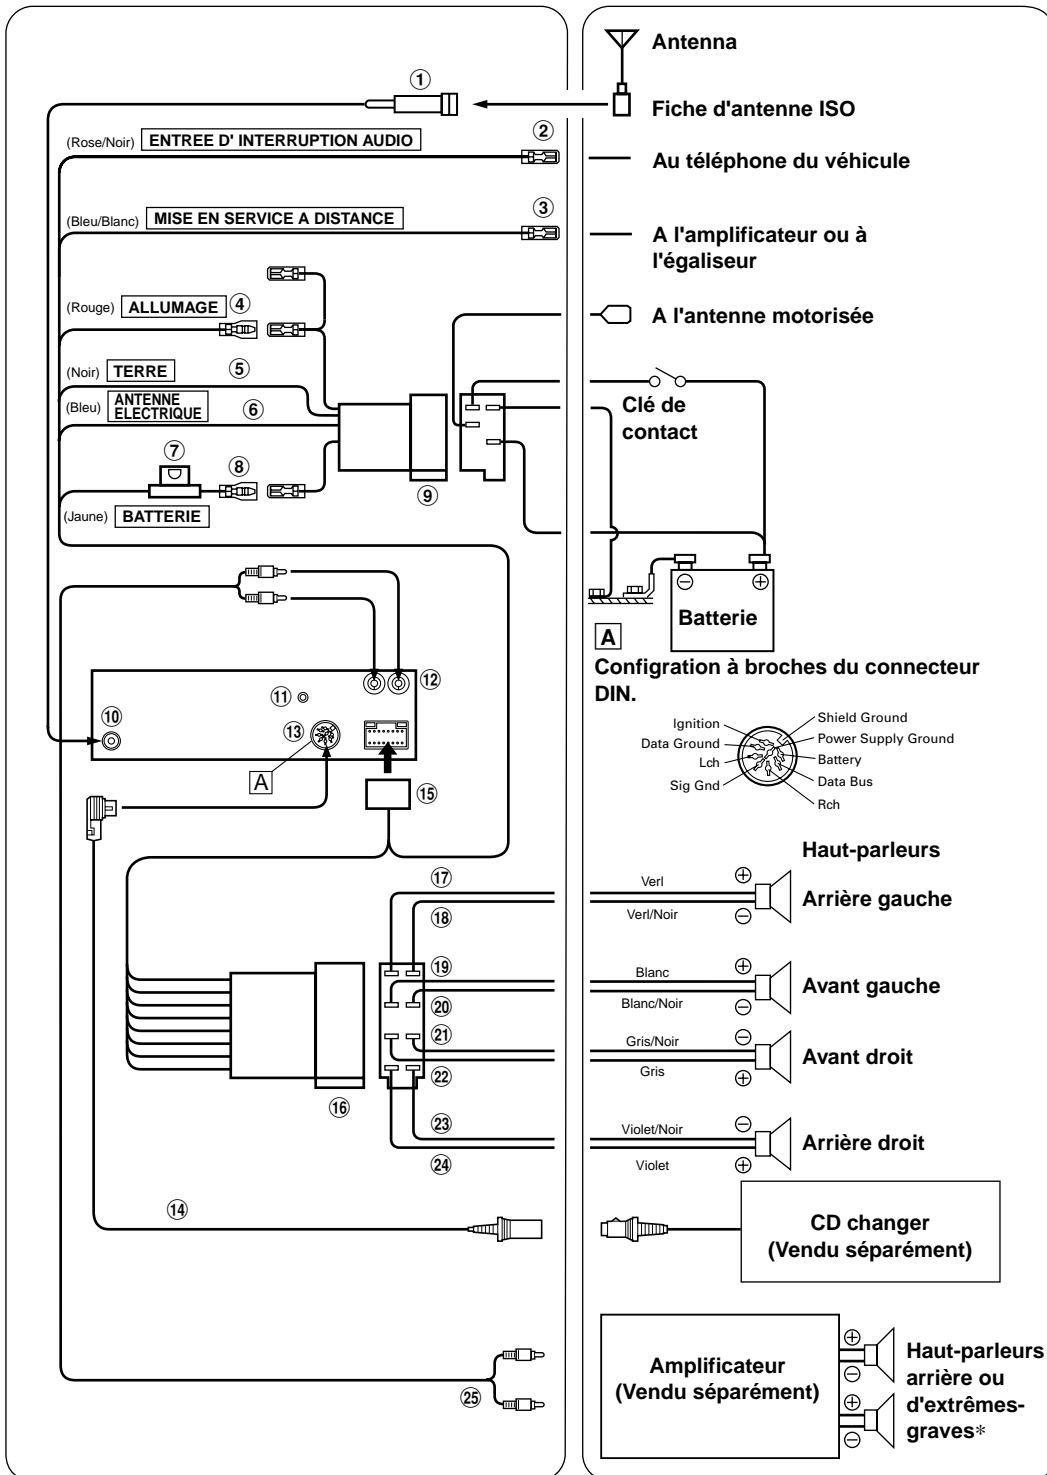 Antenna
①
Fiche d'antenne ISO
(Rose/Noir) ENTREE D' INTERRUPTION AUDIO ②
Au téléphone du véhicule
(Bleu/Blanc) MISE EN SERVICE A DISTANCE ③
A l'amplificateur ou à
l'égaliseur
(Rouge) ALLUMAGE ④
A l'antenne motorisée
(Noir) TERRE ⑤
(Bleu) ANTENNE
ELECTRIQUE ⑥
Clé de
contact
⑦
⑧
⑨
(Jaune) BATTERIE
⊖ ⊕
Batterie
A
Configration à broches du connecteur
DIN.
⑩
⑪
⑫
⑬
A
⑮
Ignition
Data Ground
Lch
Sig Gnd
Shield Ground
Power Supply Ground
Battery
Data Bus
Rch
Haut-parleurs
⑰ Verl ⊕
Arrière gauche
⑱ Verl/Noir ⊖
⑲ Blanc ⊕
Avant gauche
⑳ Blanc/Noir ⊖
㉑ Gris/Noir ⊖
Avant droit
㉒ Gris ⊕
⑯
㉓ Violet/Noir ⊖
Arrière droit
㉔ Violet ⊕
⑭
CD changer
(Vendu séparément)
㉕
Amplificateur
(Vendu séparément)
⊕
⊖
⊕
⊖
Haut-parleurs
arrière ou
d'extrêmes-
graves*